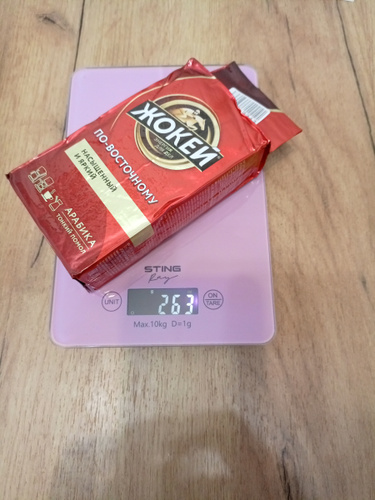 ЖОКЕЙ
ПО-ВОСТОЧНОМУ
НАСЫЩЕННЫЙ
И ЯРКИЙ
АРАБИКА
ТОНКИЙ ПОМОЛ
STING
Ray
UNIT
263
ON
TARE
Max.10kg D=1g